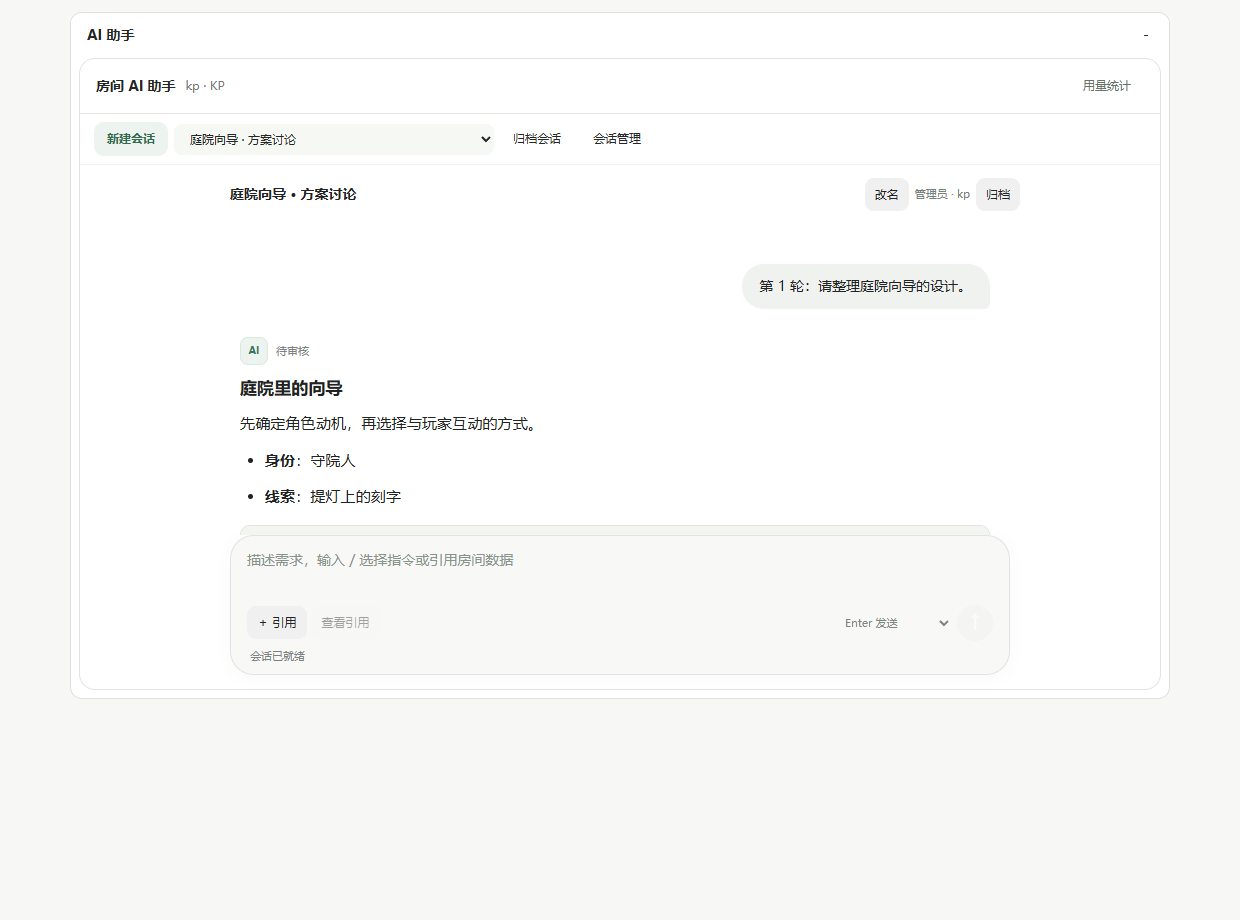 AI 助手
-
房间 AI 助手 kp · KP 用量统计
新建会话 庭院向导 · 方案讨论 归档会话 会话管理
庭院向导 • 方案讨论 改名 管理员 · kp 归档
第 1 轮：请整理庭院向导的设计。
AI 待审核
庭院里的向导
先确定角色动机，再选择与玩家互动的方式。
• 身份：守院人
• 线索：提灯上的刻字
描述需求，输入 / 选择指令或引用房间数据
+ 引用 查看引用 Enter 发送 ↑
会话已就绪